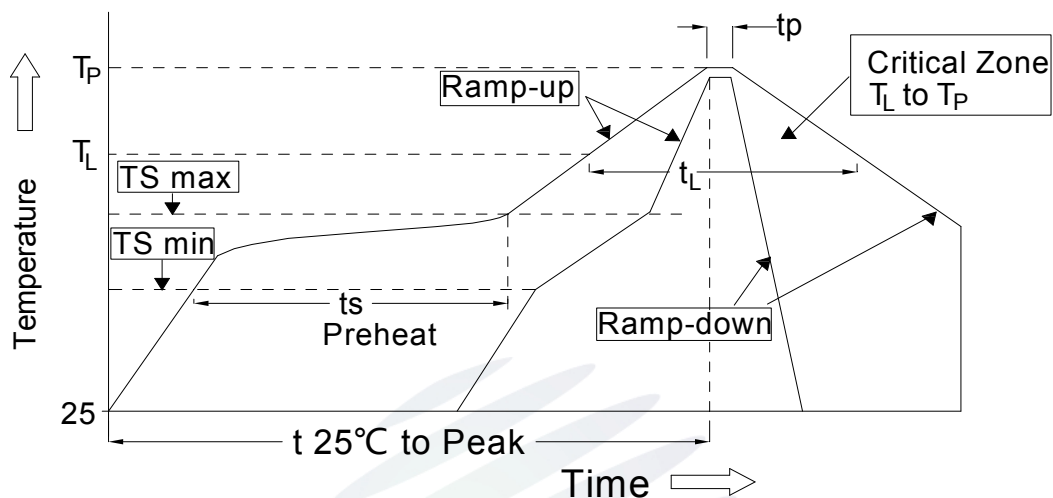 tp
Tp
Ramp-up
Critical Zone
TL to TP
TL
TS max
tL
TS min
ts
Preheat
Ramp-down
Temperature
25
t 25℃ to Peak
Time